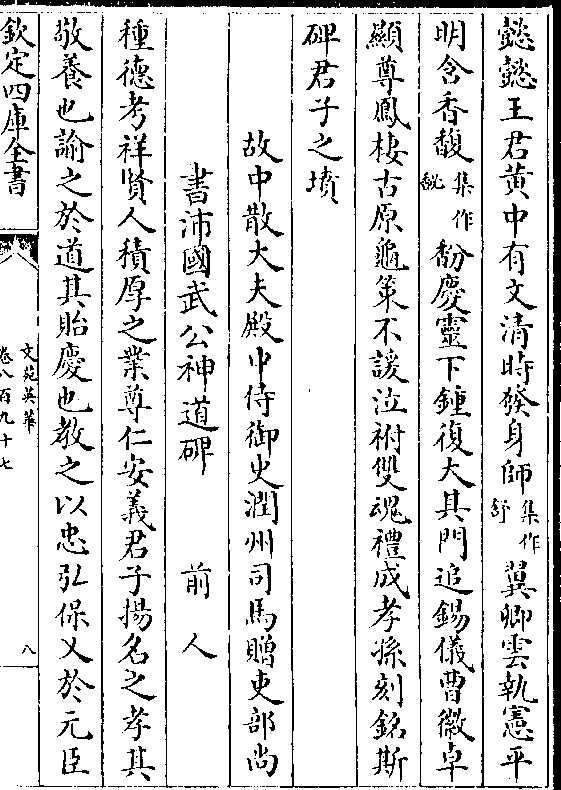 懿懿王君黄中有文清時發身師集作舒冀卿雲執憲平
明含香馥集作馝馚慶靈下鍾復大其門追錫儀曹徽卓
顯尊鳳棲古原龜策不諼泣祔雙魂禮成孝孫刻銘斯
碑君子之墳
故中散大夫殿中侍御史潤州司馬贈吏部尚
書沛國武公神道碑 前人
種德考祥賢人積厚之業尊仁安義君子揚名之孝其
敬養也諭之於道其貽慶也教之以忠弘保乂於元臣
欽定四庫全書
文苑英華
卷八百九十七
八